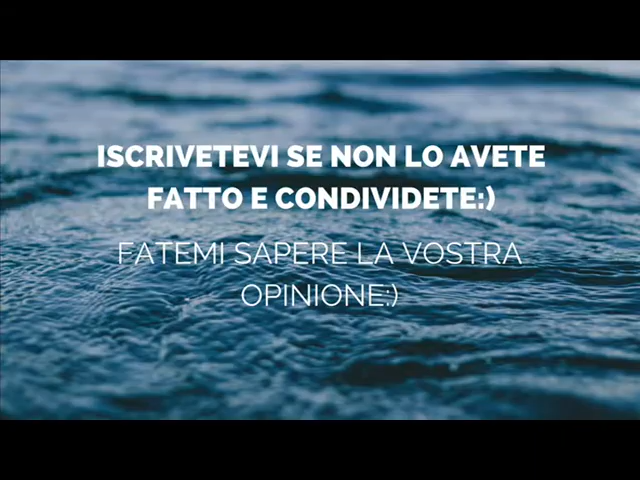 ISCRIVETEVI SE NON LO AVETE
FATTO E CONDIVIDETE:)
FATEMI SAPERE LA VOSTRA
OPINIONE:)